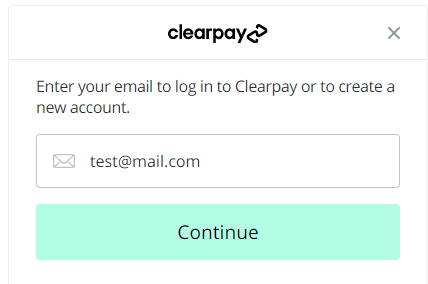 clearpay
Enter your email to log in to Clearpay or to create a
new account.
test@mail.com
Continue